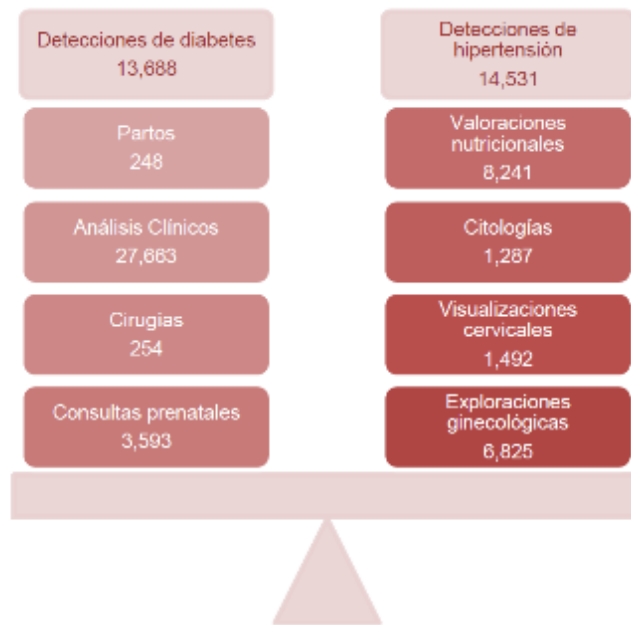 Detecciones de diabetes
13,688
Partos
248
Análisis Clínicos
27,663
Cirugias
254
Consultas prenatales
3,593
Detecciones de
hipertensión
14,531
Valoraciones
nutricionales
8,241
Citologías
1,287
Visualizaciones
cervicales
1,492
Exploraciones
ginecológicas
6,825